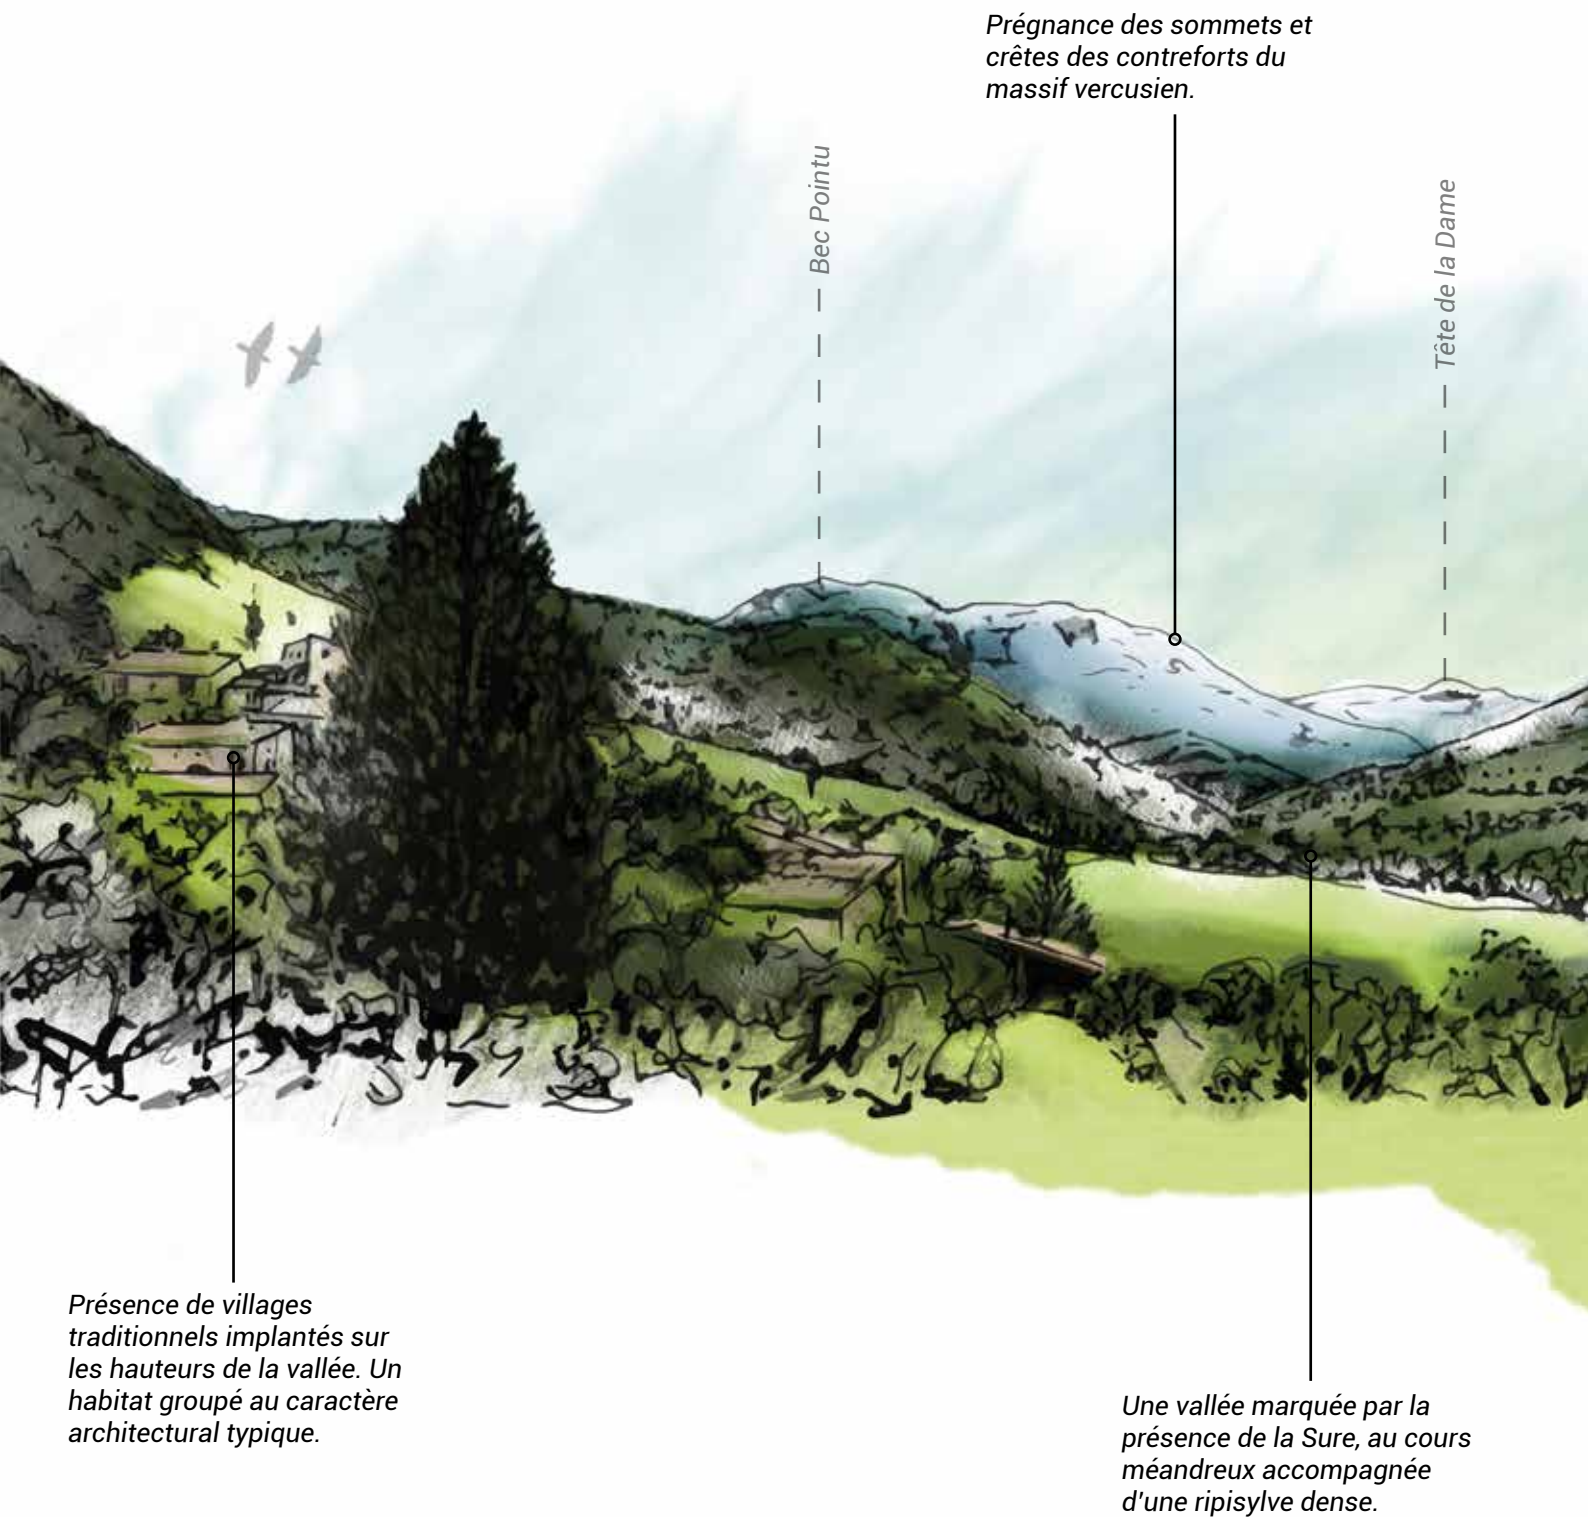 Prégnance des sommets et
crêtes des contreforts du
massif vercusien.
Bec Pointu
Tête de la Dame
Présence de villages
traditionnels implantés sur
les hauteurs de la vallée. Un
habitat groupé au caractère
architectural typique.
Une vallée marquée par la
présence de la Sure, au cours
méandreux accompagnée
d'une ripisylve dense.